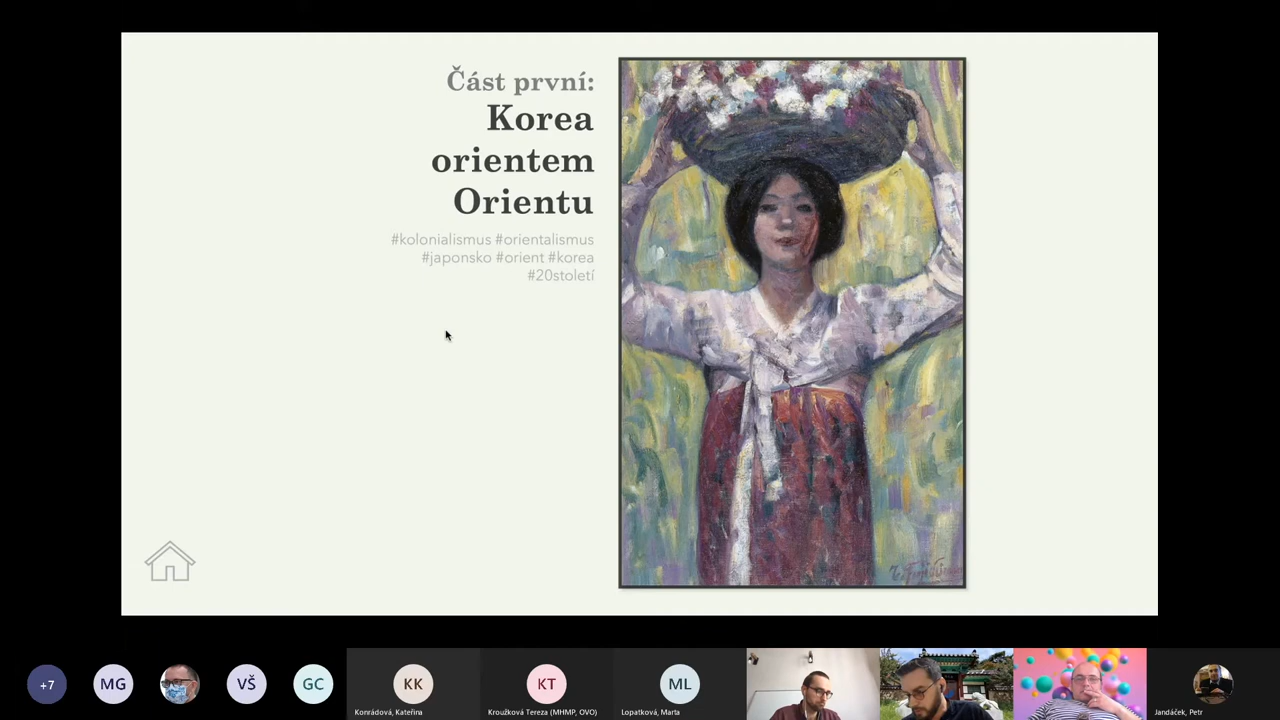 Část první:
Korea
orientem
Orientu
#kolonialismus #orientalismus
#japonsko #orient #korea
#20století
+7
MG
VŠ
GC
KK
KT
ML
Konrádová, Kateřina
Kroužková Tereza (MHMP, OVO)
Lopatková, Marta
Jandáček, Petr